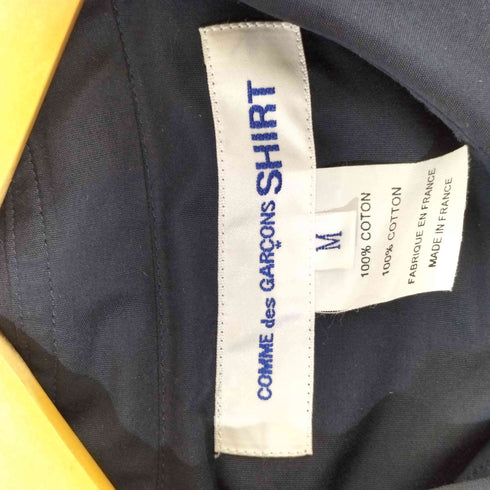 COMME des GARÇONS SHIRT
M
100% COTON
100% COTTON
FABRIQUE EN FRANCE
MADE IN FRANCE